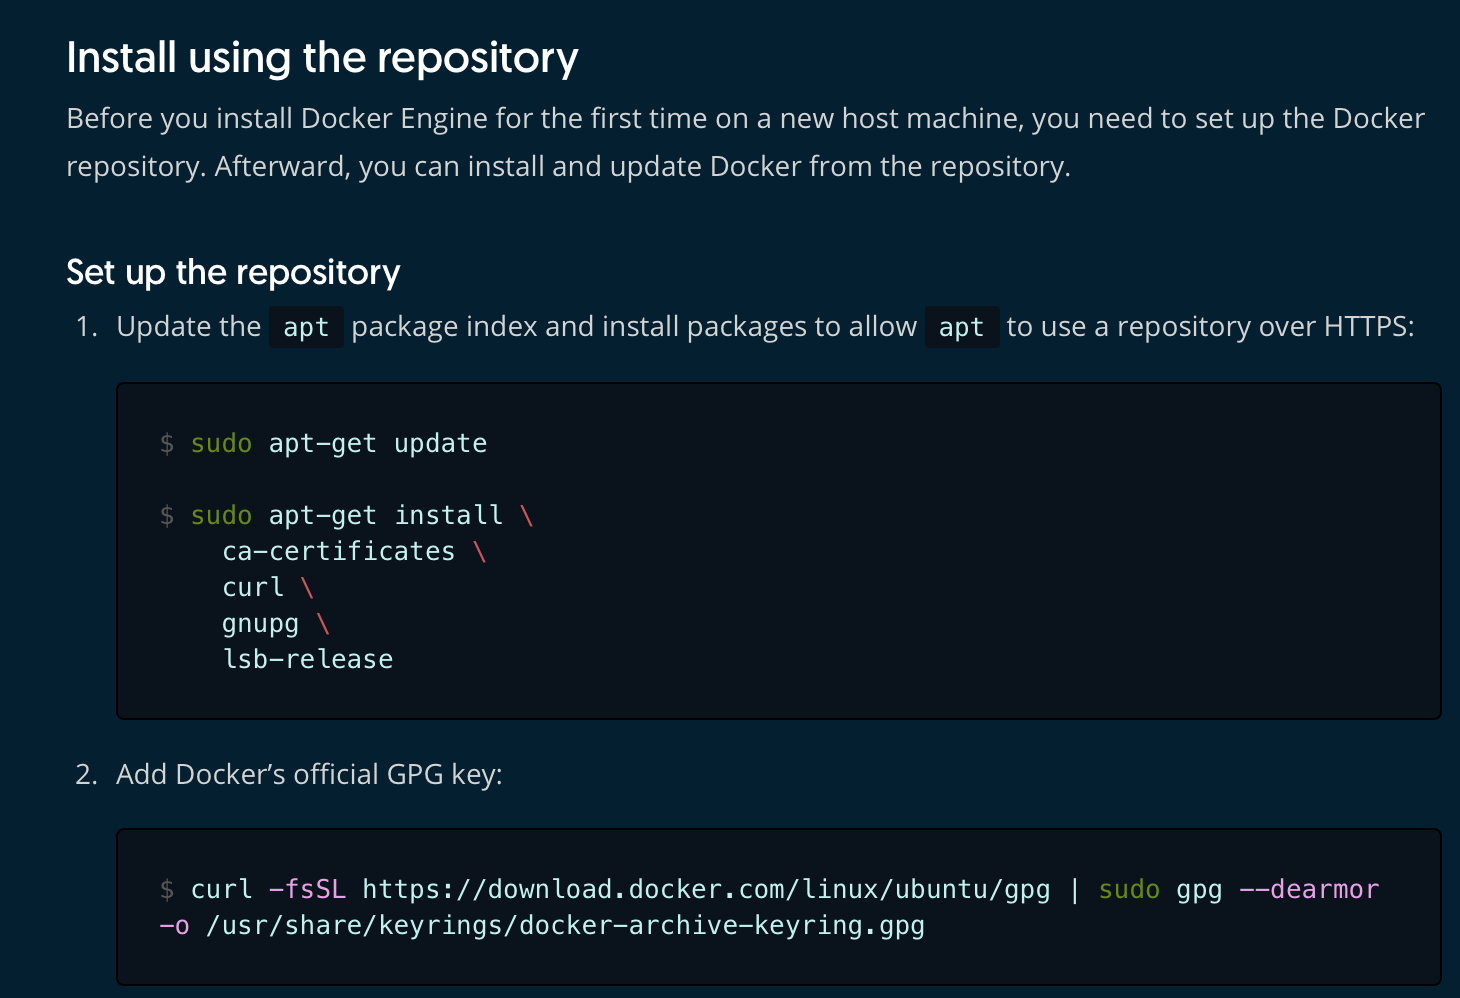 Install using the repository
Before you install Docker Engine for the first time on a new host machine, you need to set up the Docker
repository. Afterward, you can install and update Docker from the repository.
Set up the repository
1. Update the apt package index and install packages to allow apt to use a repository over HTTPS:
$ sudo apt-get update
$ sudo apt-get install \
ca-certificates \
curl \
gnupg \
lsb-release
2. Add Docker’s official GPG key:
$ curl -fsSL https://download.docker.com/linux/ubuntu/gpg | sudo gpg --dearmor
-o /usr/share/keyrings/docker-archive-keyring.gpg